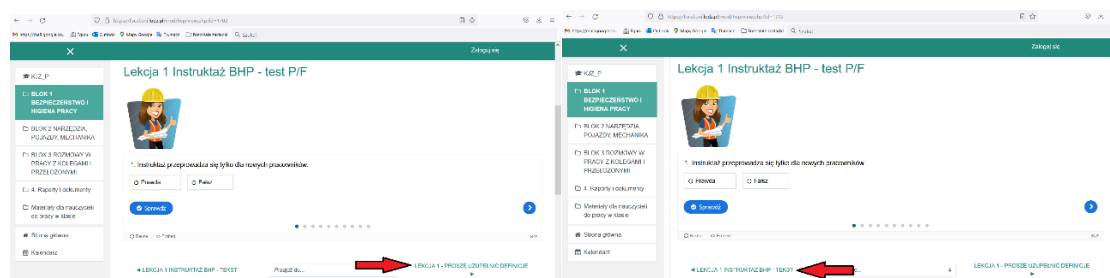 Zaloguj się
KJZ_P
BLOK 1
BEZPIECZEŃSTWO I
HIGIENA PRACY
BLOK 2 NARZĘDZIA,
POJAZDY, MECHANIKA
BLOK 3 ROZMOWY W
PRACY Z KOLEGAMI I
PRZEŁOŻONYMI
4. Raporty i dokumenty
Materiały dla nauczycieli
do pracy w klasie
Strona główna
Kalendarz
Lekcja 1 Instruktaż BHP - test P/F
1. Instruktaż przeprowadza się tylko dla nowych pracowników.
Prawda
Fałsz
Sprawdź
◄ LEKCJA 1 INSTRUKTAŻ BHP - TEKST
Przejdź do...
LEKCJA 1 - PROSZĘ UZUPEŁNIĆ DEFINICJE
►
Zaloguj się
KJZ_P
BLOK 1
BEZPIECZEŃSTWO I
HIGIENA PRACY
BLOK 2 NARZĘDZIA,
POJAZDY, MECHANIKA
BLOK 3 ROZMOWY W
PRACY Z KOLEGAMI I
PRZEŁOŻONYMI
4. Raporty i dokumenty
Materiały dla nauczycieli
do pracy w klasie
Strona główna
Kalendarz
Lekcja 1 Instruktaż BHP - test P/F
1. Instruktaż przeprowadza się tylko dla nowych pracowników.
Prawda
Fałsz
Sprawdź
◄ LEKCJA 1 INSTRUKTAŻ BHP - TEKST
LEKCJA 1 - PROSZĘ UZUPEŁNIĆ DEFINICJE
►